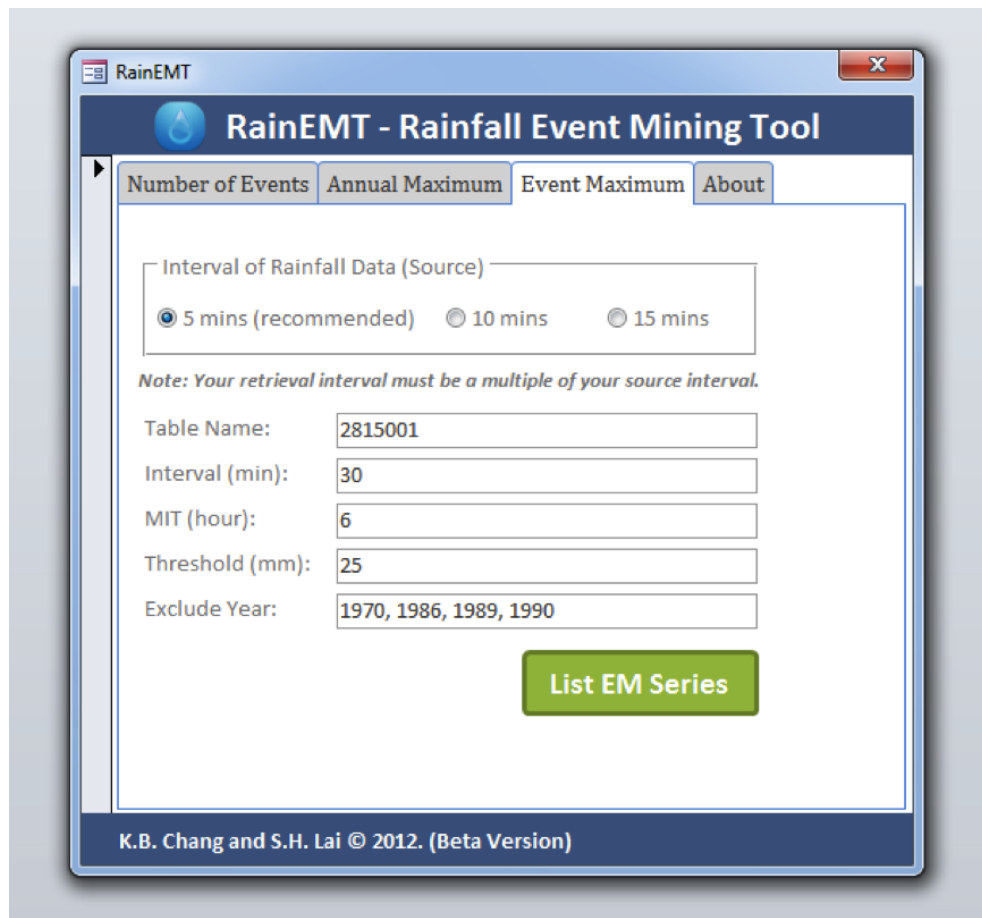 RainEMT
RainEMT - Rainfall Event Mining Tool
Number of Events Annual Maximum Event Maximum About
Interval of Rainfall Data (Source)
5 mins (recommended) 10 mins 15 mins
Note: Your retrieval interval must be a multiple of your source interval.
Table Name: 2815001
Interval (min): 30
MIT (hour): 6
Threshold (mm): 25
Exclude Year: 1970, 1986, 1989, 1990
List EM Series
K.B. Chang and S.H. Lai © 2012. (Beta Version)